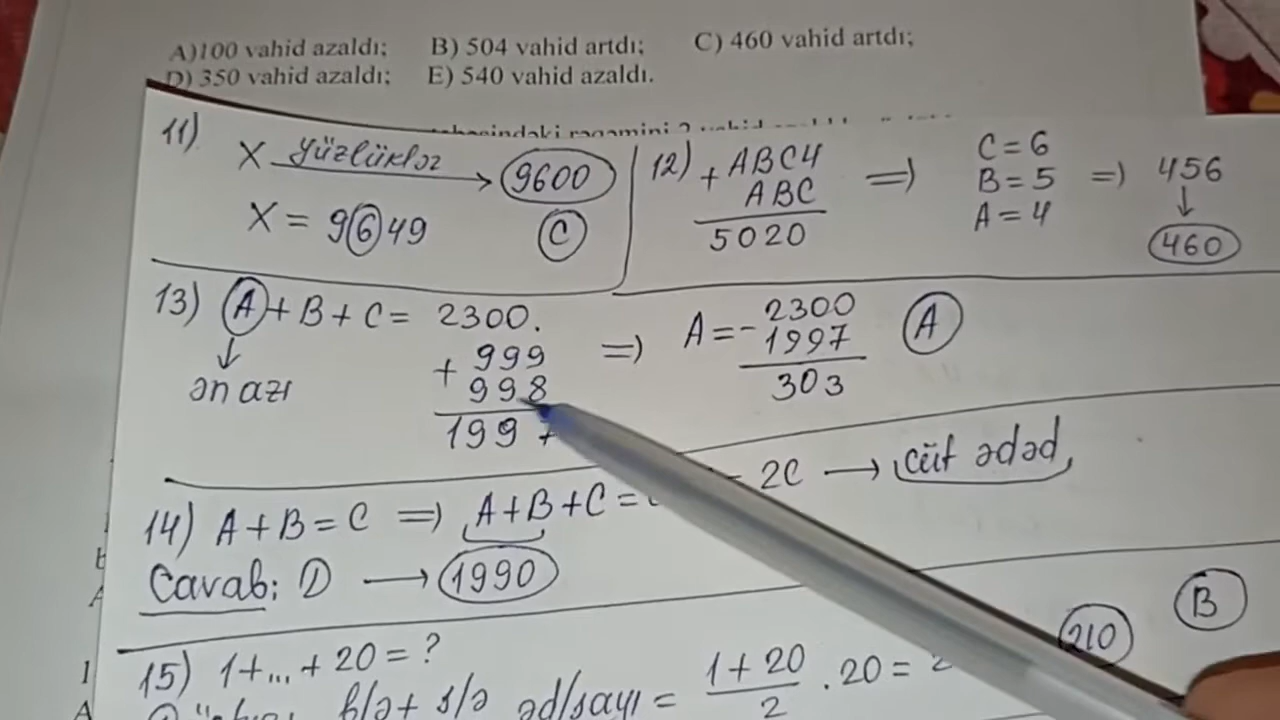 A)100 vahid azaldı; B) 504 vahid artdı; C) 460 vahid artdı;
D) 350 vahid azaldı; E) 540 vahid azaldı.
11) X yüzlüklər → 9600
X = 9649 C
12) + ABC4 ⇒ C = 6 ⇒ 456
ABC B = 5 ↓
5020 A = 4 460
13) A + B + C = 2300. ⇒ A = - 2300 A
↓ + 999 1997
ən azı 998 303
199
14) A + B = C ⇒ A + B + C = 2C → cüt ədəd,
Cavab: D → 1990
15) 1+... + 20 = ? 1 + 20 . 20 = 210 B
b/ə + s/ə əd/sayı = 2